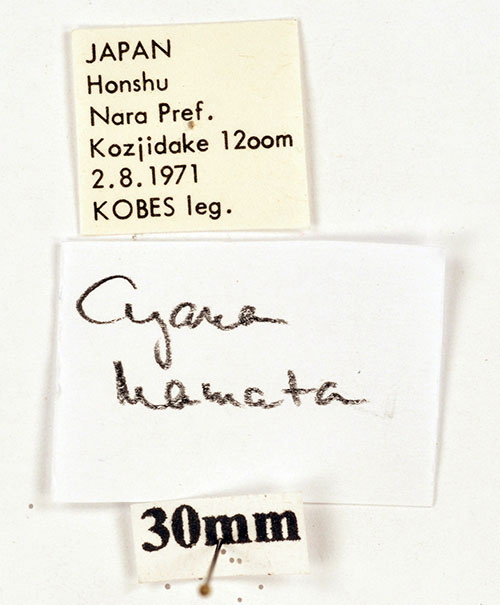 JAPAN
Honshu
Nara Pref.
Kozjidake 12oom
2.8.1971
KOBES leg.
Cyana
hamata
30mm